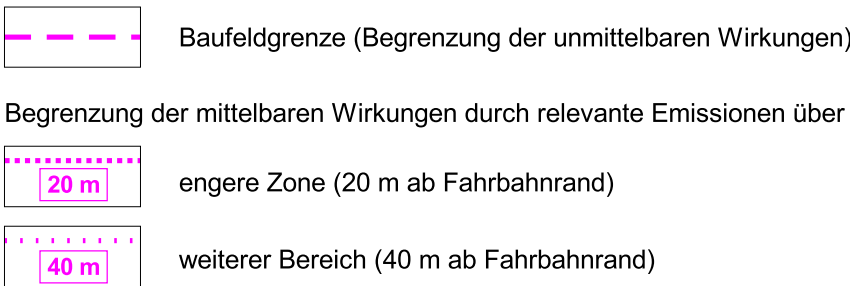 Baufeldgrenze (Begrenzung der unmittelbaren Wirkungen)
Begrenzung der mittelbaren Wirkungen durch relevante Emissionen über
20 m
engere Zone (20 m ab Fahrbahnrand)
40 m
weiterer Bereich (40 m ab Fahrbahnrand)